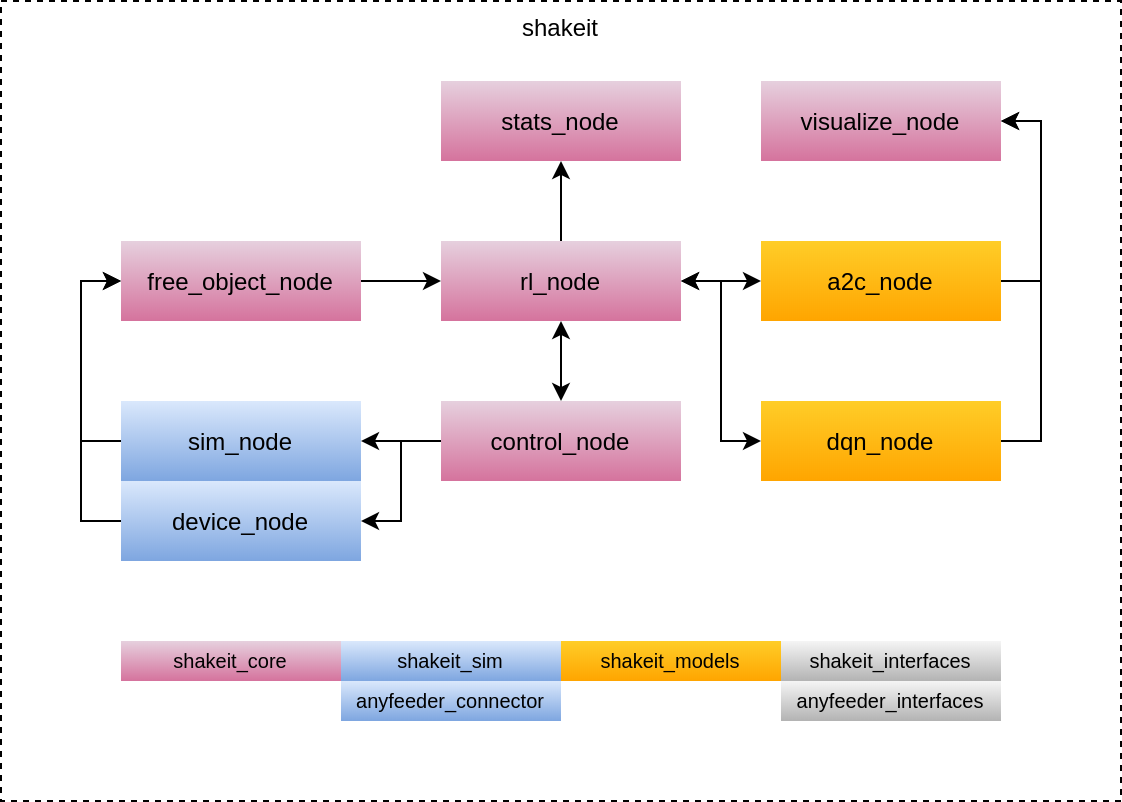 shakeit
stats_node
visualize_node
free_object_node
rl_node
a2c_node
sim_node
control_node
dqn_node
device_node
shakeit_core
shakeit_sim
shakeit_models
shakeit_interfaces
anyfeeder_connector
anyfeeder_interfaces